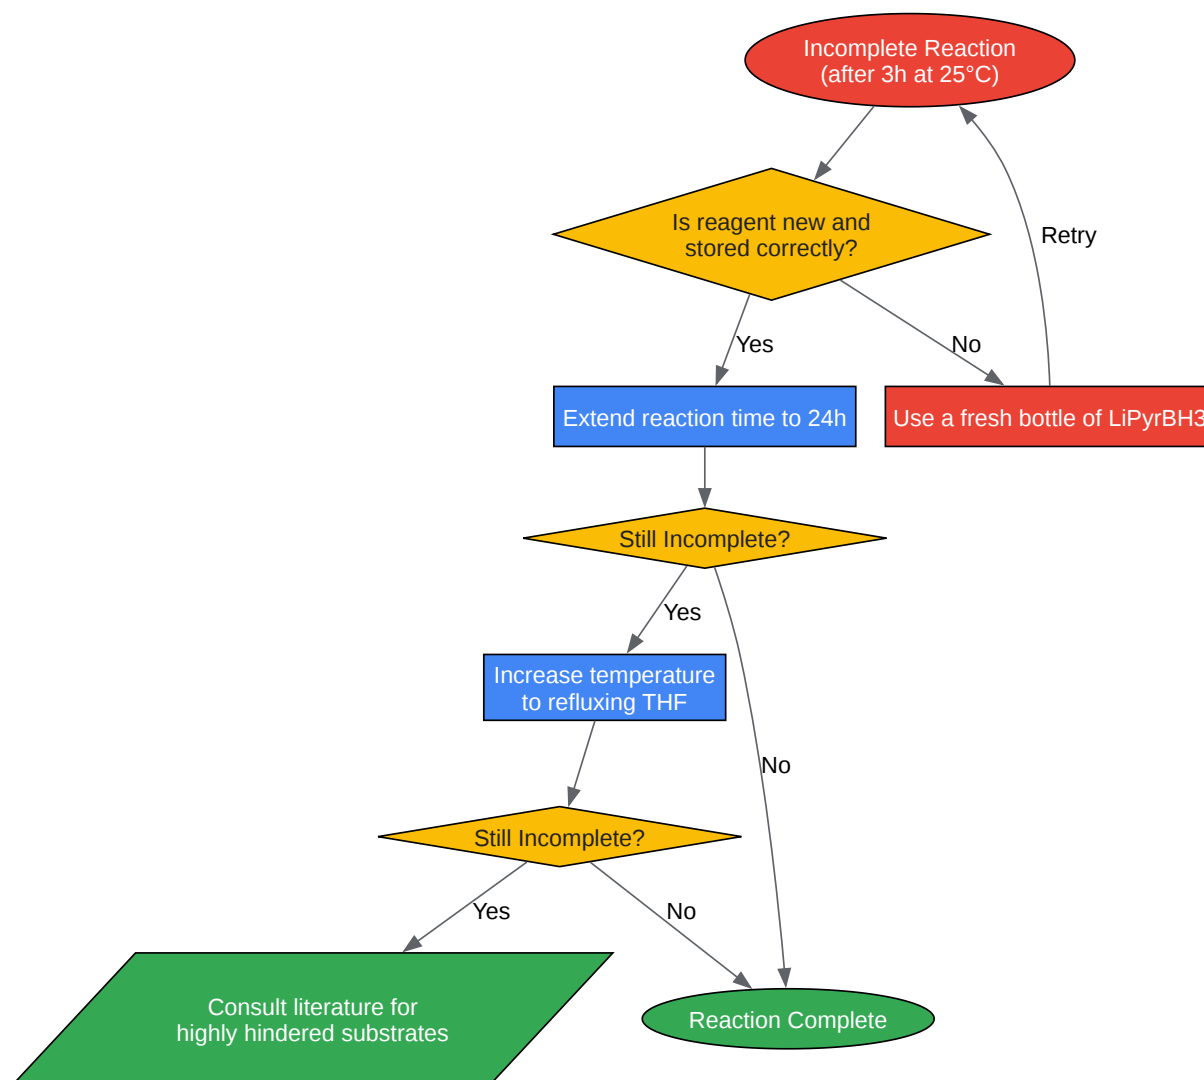 Incomplete Reaction
(after 3h at 25°C)
Is reagent new and
stored correctly?
Retry
Yes
No
Extend reaction time to 24h
Use a fresh bottle of LiPyrBH3
Still Incomplete?
Yes
Increase temperature
to refluxing THF
No
Still Incomplete?
Yes
No
Consult literature for
highly hindered substrates
Reaction Complete